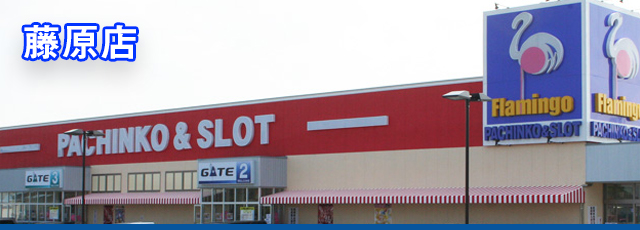 藤原店
Flamingo
PACHINKO & SLOT
Flamingo
PACHINKO & SLOT
PACHINKO & SLOT
GATE 3
GATE 2